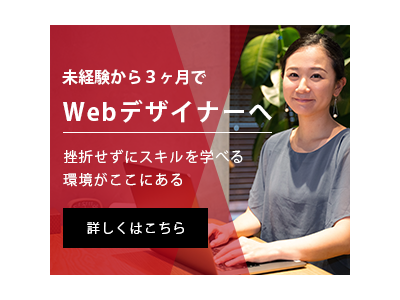 未経験から３ヶ月で
Webデザイナーへ
挫折せずにスキルを学べる
環境がここにある
詳しくはこちら